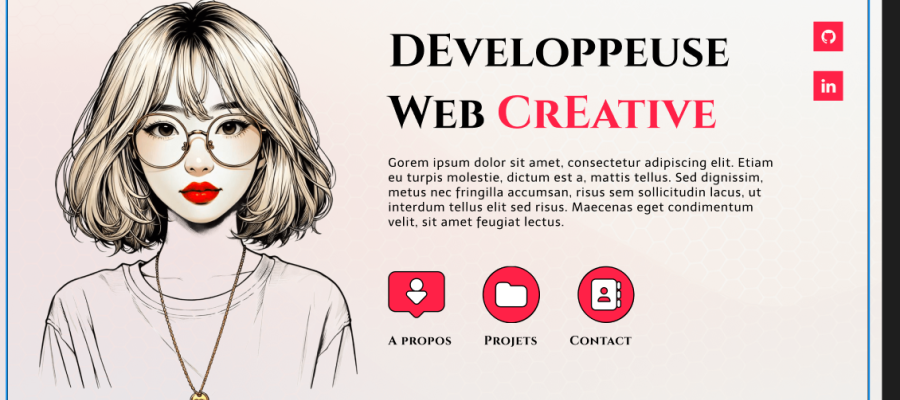 DEveloppeuse
Web CrEative
Gorem ipsum dolor sit amet, consectetur adipiscing elit. Etiam
eu turpis molestie, dictum est a, mattis tellus. Sed dignissim,
metus nec fringilla accumsan, risus sem sollicitudin lacus, ut
interdum tellus elit sed risus. Maecenas eget condimentum
velit, sit amet feugiat lectus.
in
A propos
Projets
Contact